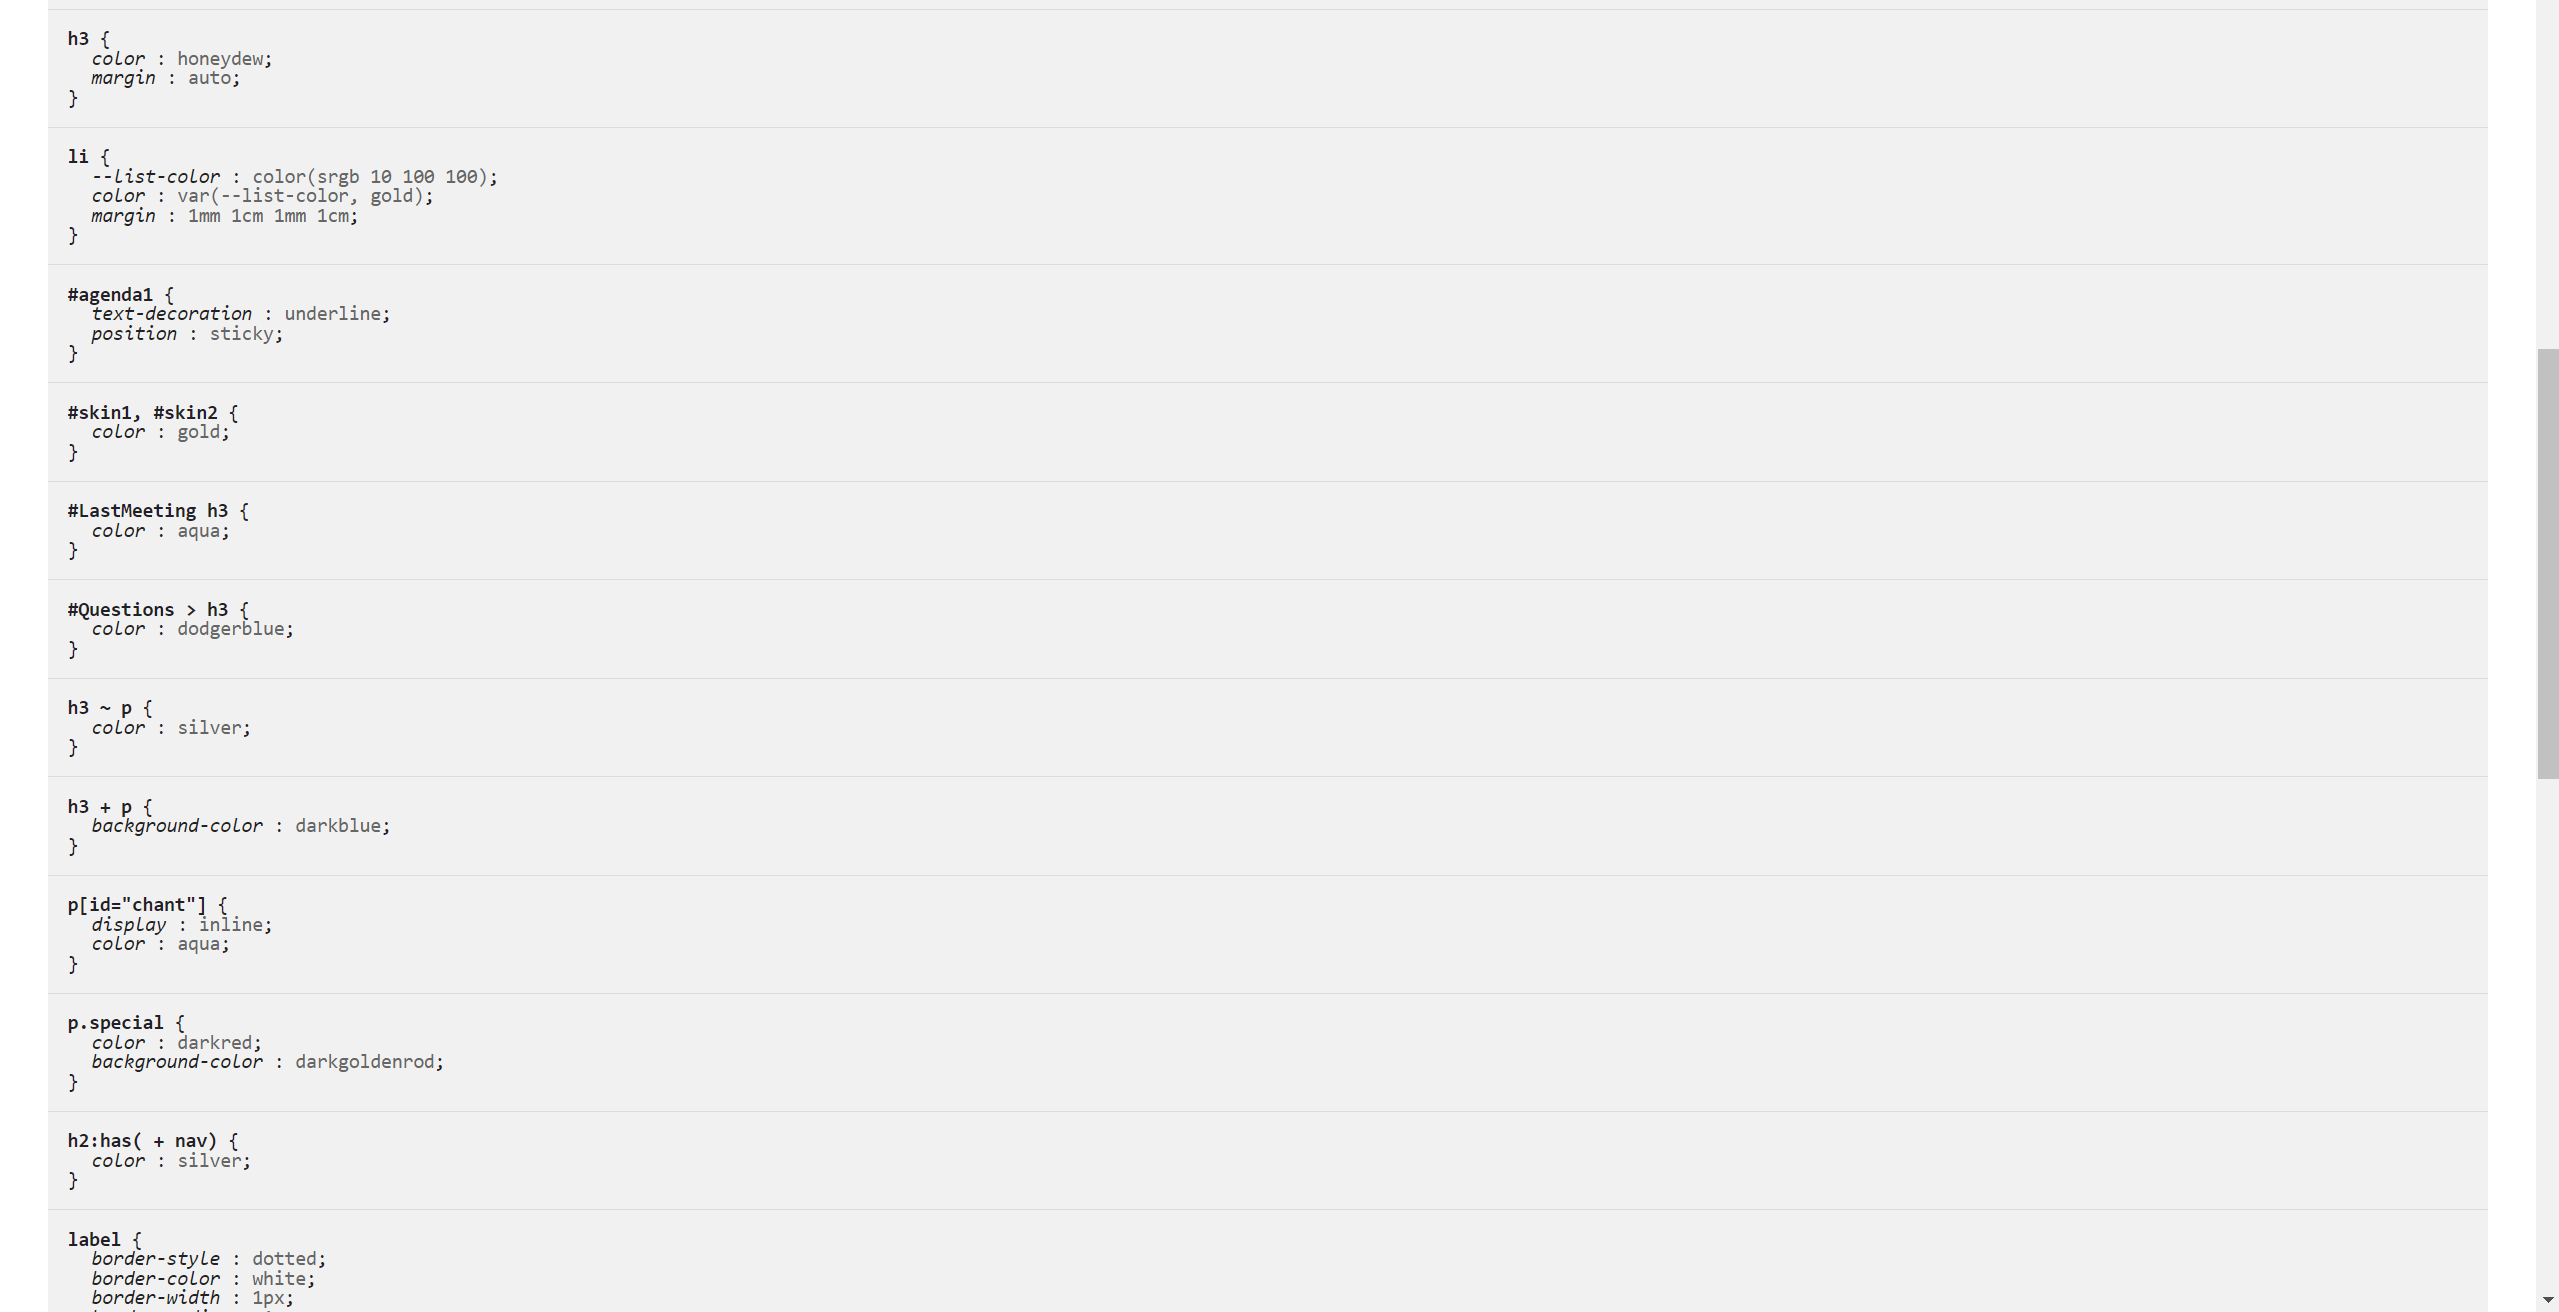 h3 {
color : honeydew;
margin : auto;
}
li {
--list-color : color(srgb 10 100 100);
color : var(--list-color, gold);
margin : 1mm 1cm 1mm 1cm;
}
#agenda1 {
text-decoration : underline;
position : sticky;
}
#skin1, #skin2 {
color : gold;
}
#LastMeeting h3 {
color : aqua;
}
#Questions > h3 {
color : dodgerblue;
}
h3 ~ p {
color : silver;
}
h3 + p {
background-color : darkblue;
}
p[id="chant"] {
display : inline;
color : aqua;
}
p.special {
color : darkred;
background-color : darkgoldenrod;
}
h2:has( + nav) {
color : silver;
}
label {
border-style : dotted;
border-color : white;
border-width : 1px;